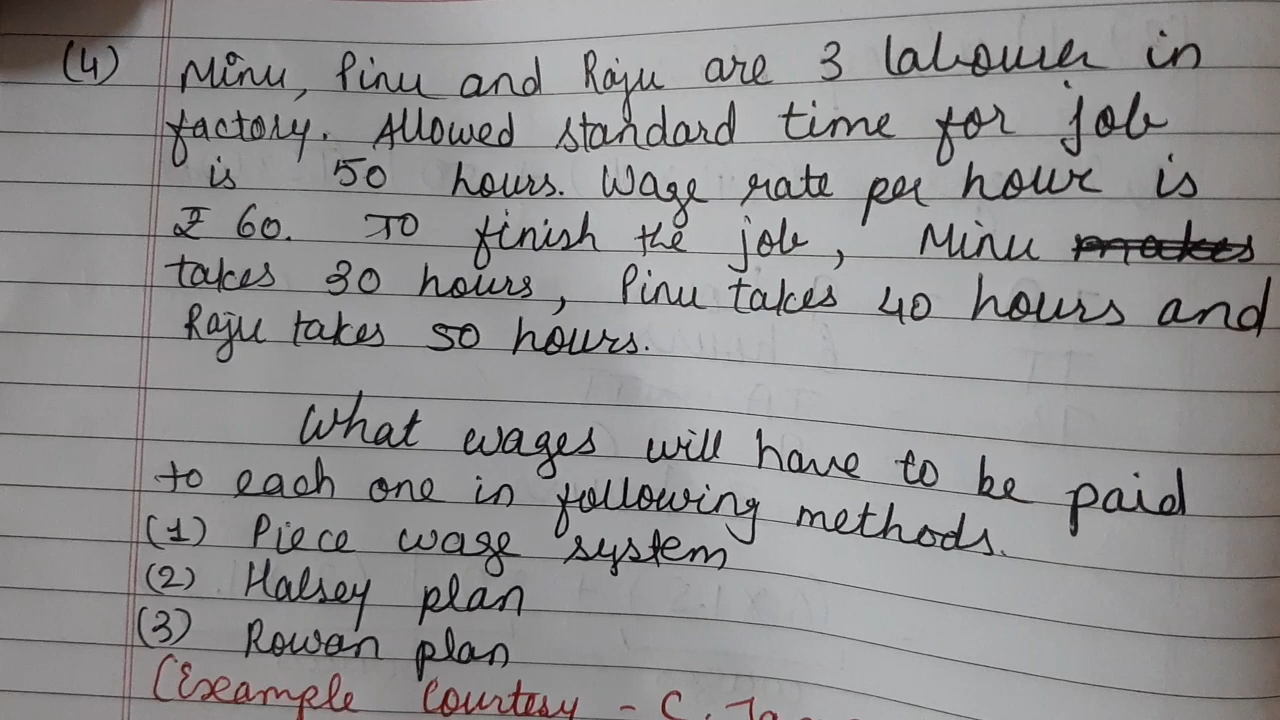 (4) Minu, Pinu and Raju are 3 labourer in
factory. Allowed standard time for job
is 50 hours. Wage rate per hour is
₹ 60. To finish the job, Minu
takes 30 hours, Pinu takes 40 hours and
Raju takes 50 hours.
What wages will have to be paid
to each one in following methods.
(1) Piece wage system
(2) Halsey plan
(3) Rowan plan
(Example Courtesy - C.